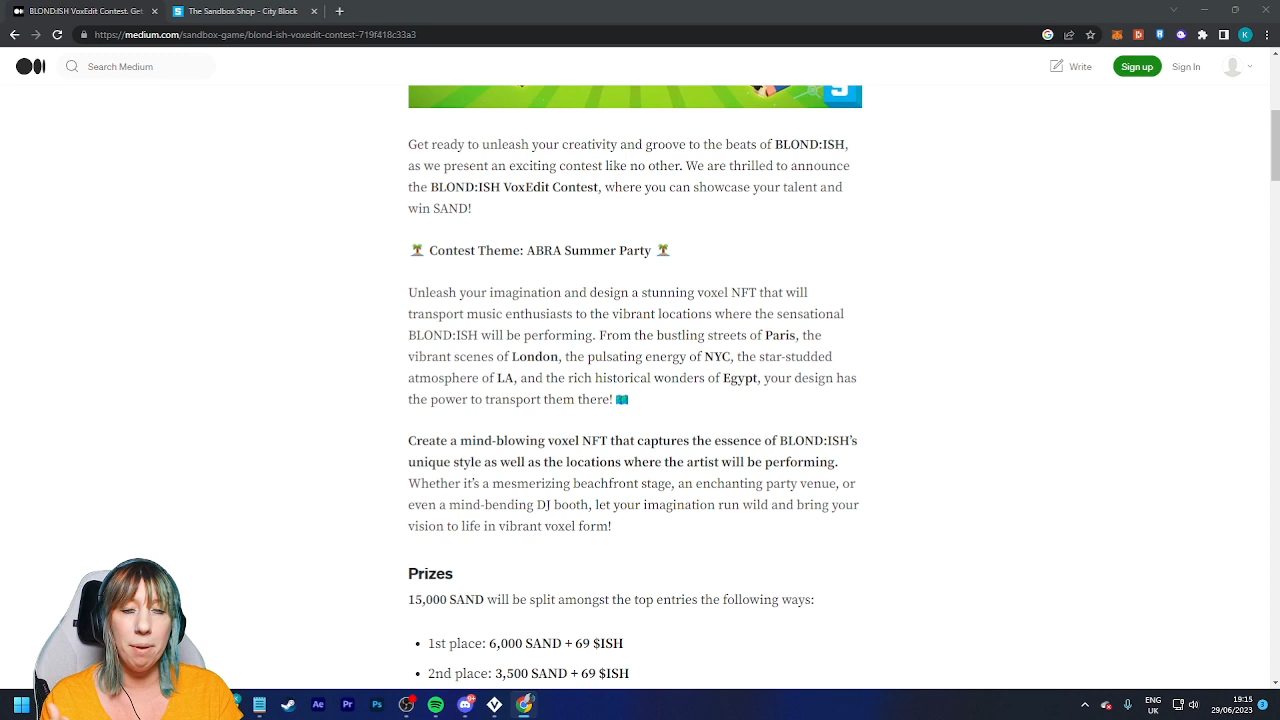 BLOND:ISH VoxEdit Contest. Get
The Sandbox Shop - City Block
https://medium.com/sandbox-game/blond-ish-voxedit-contest-719f418c33a3
K
Search Medium
Write
Sign up
Sign In
Get ready to unleash your creativity and groove to the beats of BLOND:ISH,
as we present an exciting contest like no other. We are thrilled to announce
the BLOND:ISH VoxEdit Contest, where you can showcase your talent and
win SAND!
🏝 Contest Theme: ABRA Summer Party 🏝
Unleash your imagination and design a stunning voxel NFT that will
transport music enthusiasts to the vibrant locations where the sensational
BLOND:ISH will be performing. From the bustling streets of Paris, the
vibrant scenes of London, the pulsating energy of NYC, the star-studded
atmosphere of LA, and the rich historical wonders of Egypt, your design has
the power to transport them there! 🗺
Create a mind-blowing voxel NFT that captures the essence of BLOND:ISH's
unique style as well as the locations where the artist will be performing.
Whether it's a mesmerizing beachfront stage, an enchanting party venue, or
even a mind-bending DJ booth, let your imagination run wild and bring your
vision to life in vibrant voxel form!
Prizes
15,000 SAND will be split amongst the top entries the following ways:
• 1st place: 6,000 SAND + 69 $ISH
• 2nd place: 3,500 SAND + 69 $ISH
Ae
Pr
Ps
ENG
UK
19:15
29/06/2023
3